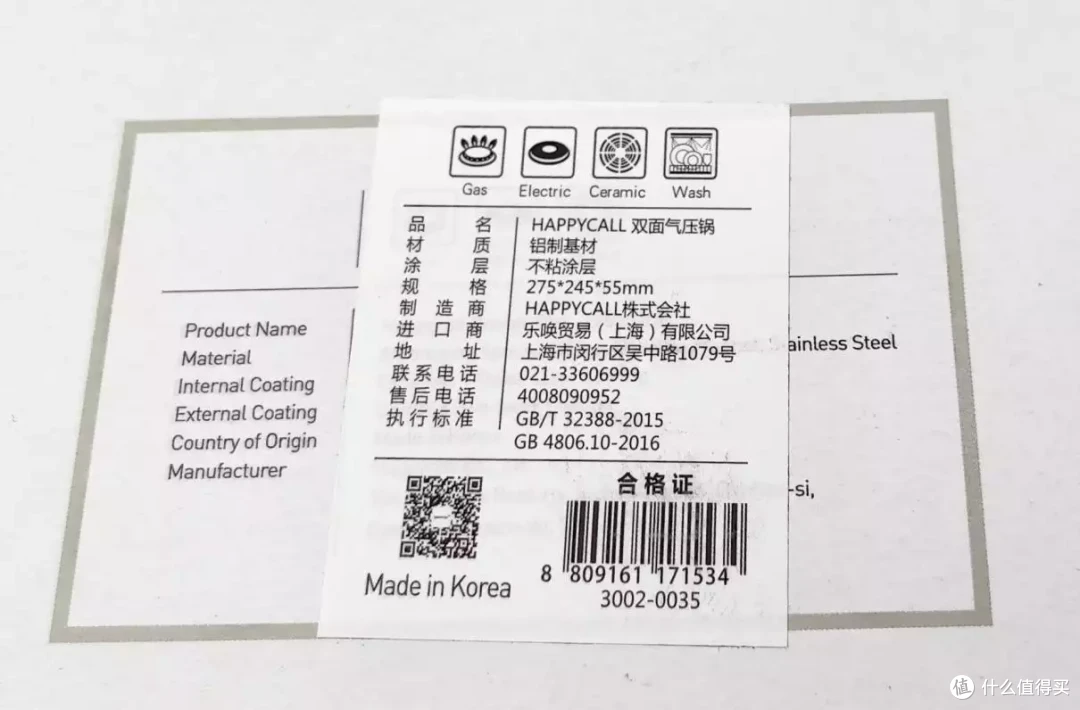 Gas Electric Ceramic Wash
品名 HAPPYCALL 双面气压锅
材质 铝制基材
涂层 不粘涂层
规格 275*245*55mm
制造商 HAPPYCALL株式会社
进口商 乐唤贸易（上海）有限公司
地址 上海市闵行区吴中路1079号
联系电话 021-33606999
售后电话 4008090952
执行标准 GB/T 32388-2015
GB 4806.10-2016
合格证
Made in Korea
8 809161 171534
3002-0035
Product Name
Material
Internal Coating
External Coating
Country of Origin
Manufacturer
ainless Steel
-si,
值 什么值得买